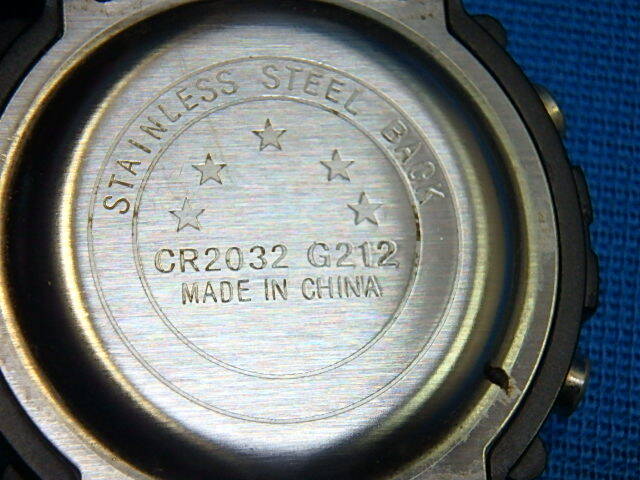 STAINLESS STEEL BACK
CR2032 G212
MADE IN CHINA